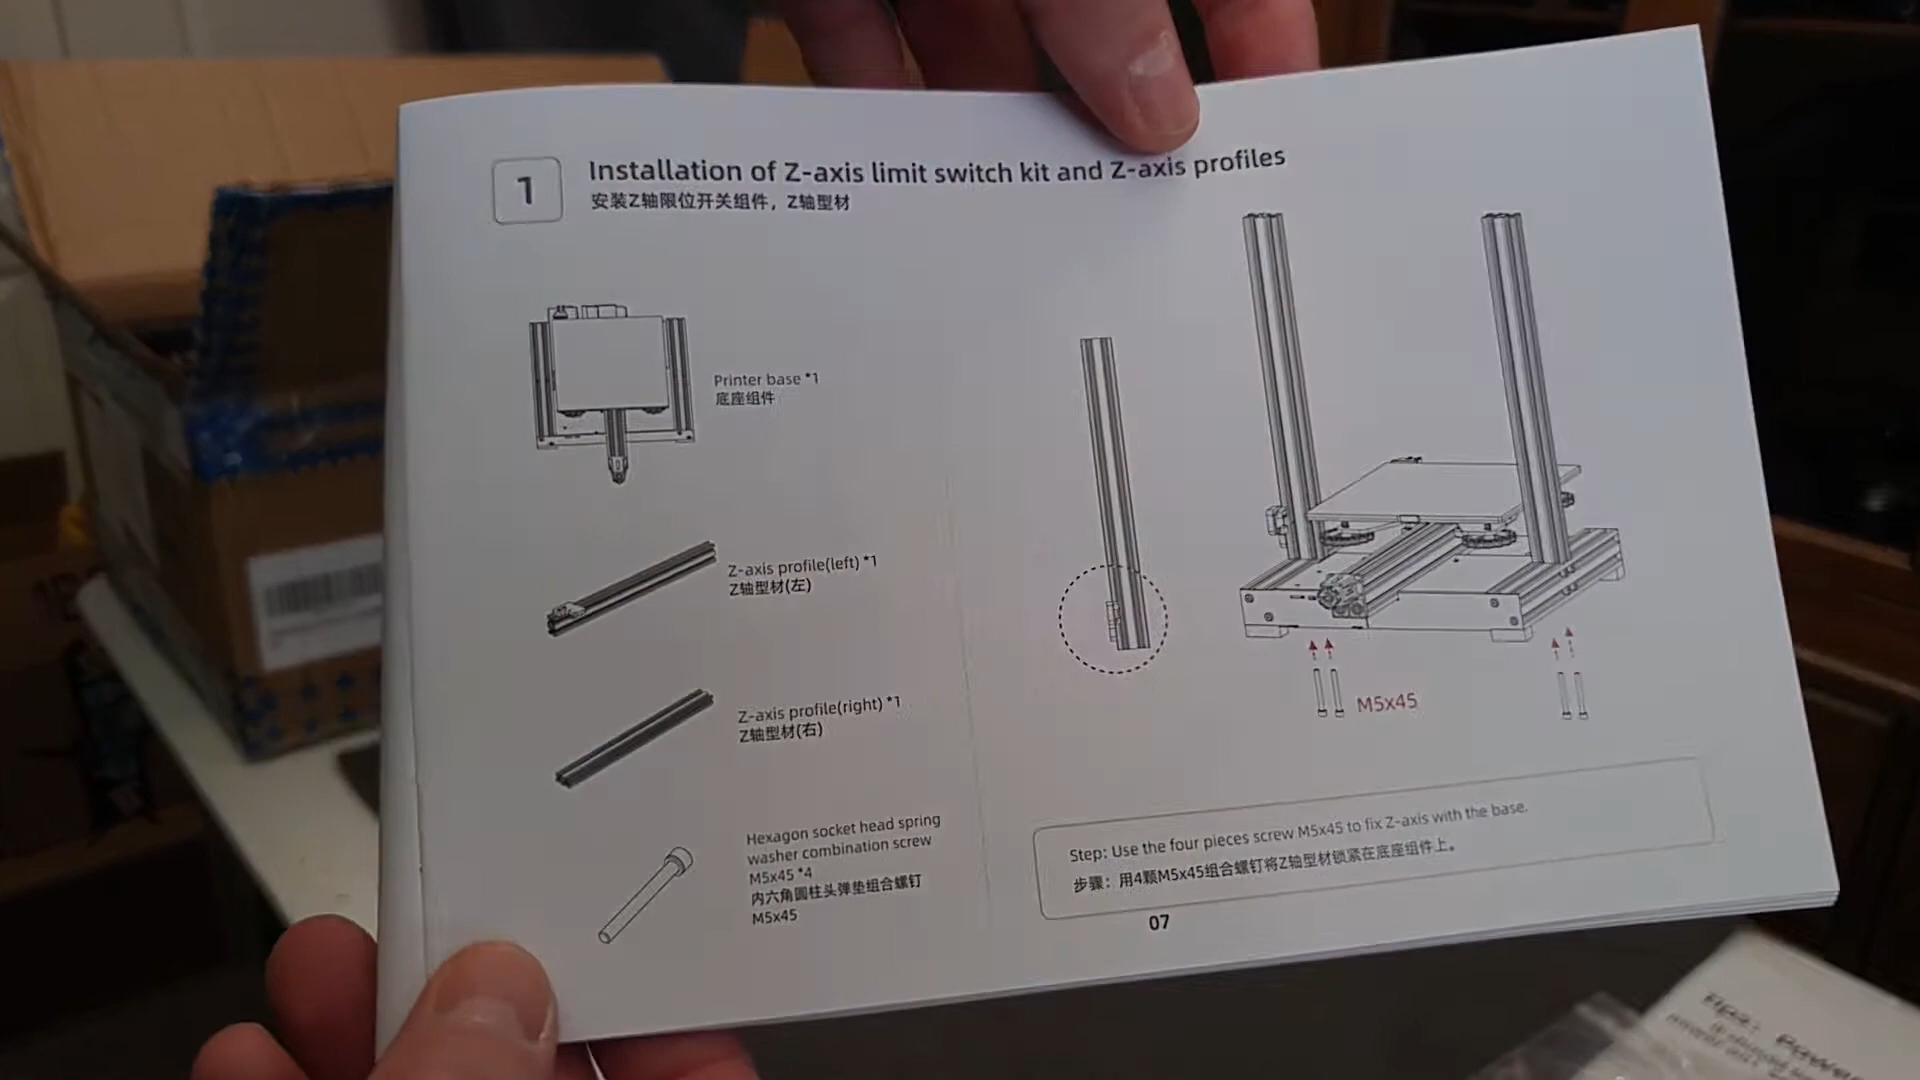 1
Installation of Z-axis limit switch kit and Z-axis profiles
安装Z轴限位开关组件，Z轴型材
Printer base *1
底座组件
Z-axis profile(left) *1
Z轴型材(左)
Z-axis profile(right) *1
Z轴型材(右)
Hexagon socket head spring
washer combination screw
M5x45 *4
内六角圆柱头弹垫组合螺钉
M5x45
M5x45
Step: Use the four pieces screw M5x45 to fix Z-axis with the base.
步骤：用4颗M5x45组合螺钉将Z轴型材锁紧在底座组件上。
07